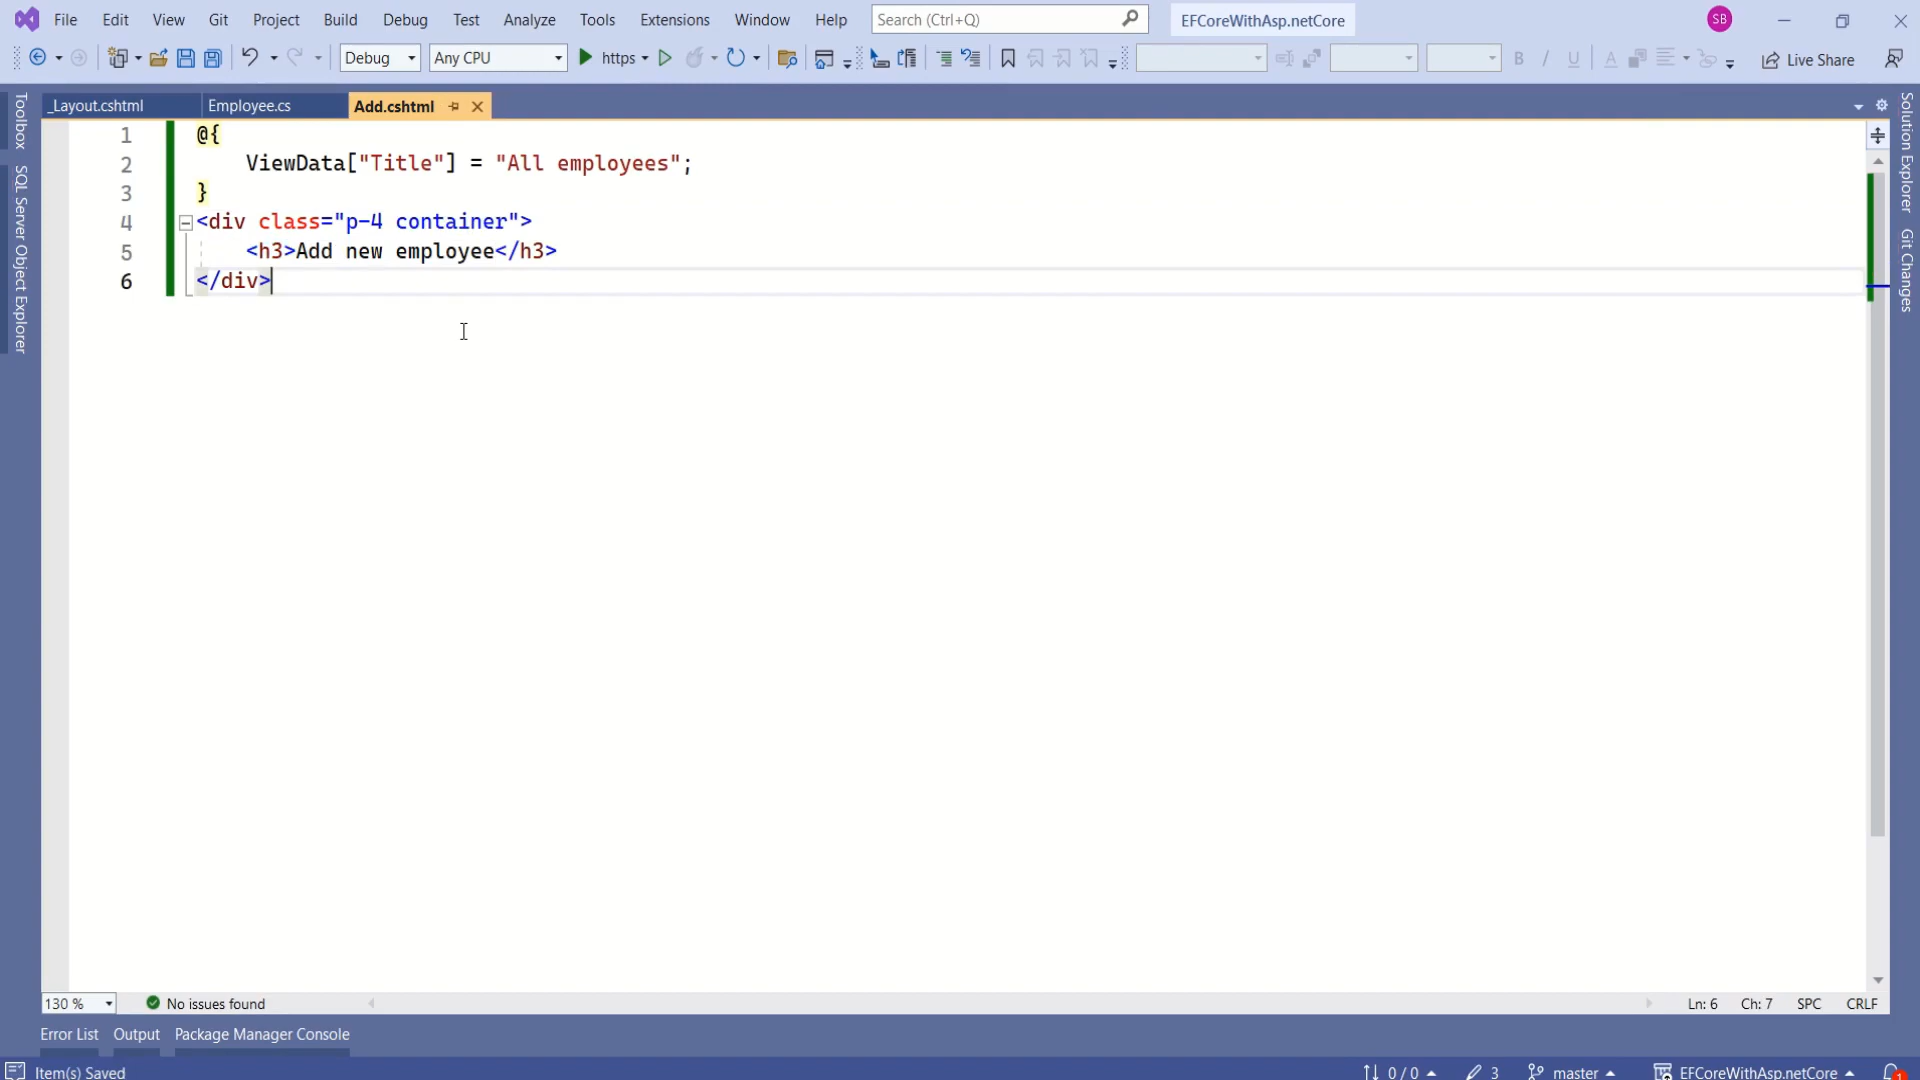 File Edit View Git Project Build Debug Test Analyze Tools Extensions Window Help Search (Ctrl+Q) EFCoreWithAsp.netCore SB
Debug Any CPU https Live Share
_Layout.cshtml Employee.cs Add.cshtml
Toolbox
SQL Server Object Explorer
Solution Explorer
Git Changes
1 @{
2 ViewData["Title"] = "All employees";
3 }
4 <div class="p-4 container">
5 <h3>Add new employee</h3>
6 </div>
130 % No issues found Ln: 6 Ch: 7 SPC CRLF
Error List Output Package Manager Console
Item(s) Saved 0 / 0 3 master EFCoreWithAsp.netCore 1